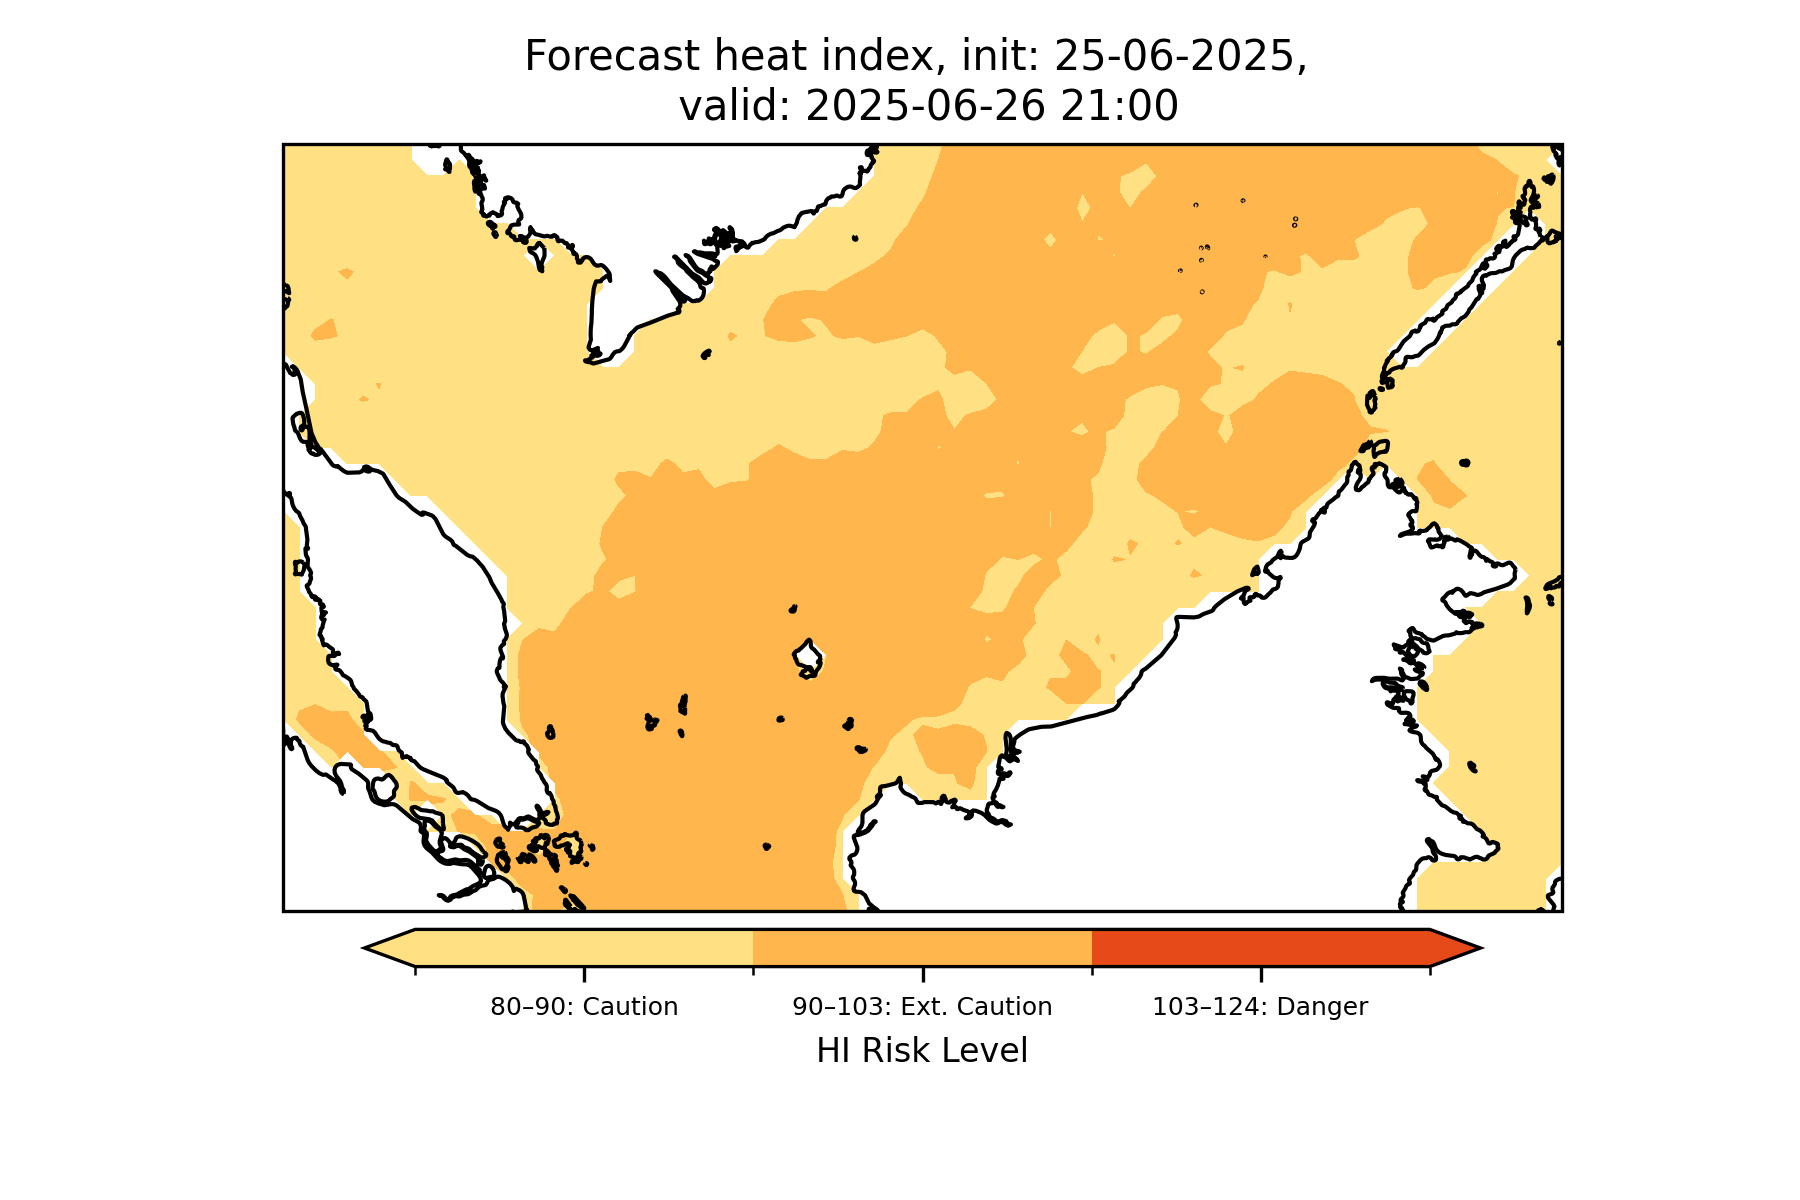 Forecast heat index, init: 25-06-2025,
valid: 2025-06-26 21:00
80–90: Caution
90–103: Ext. Caution
103–124: Danger
HI Risk Level